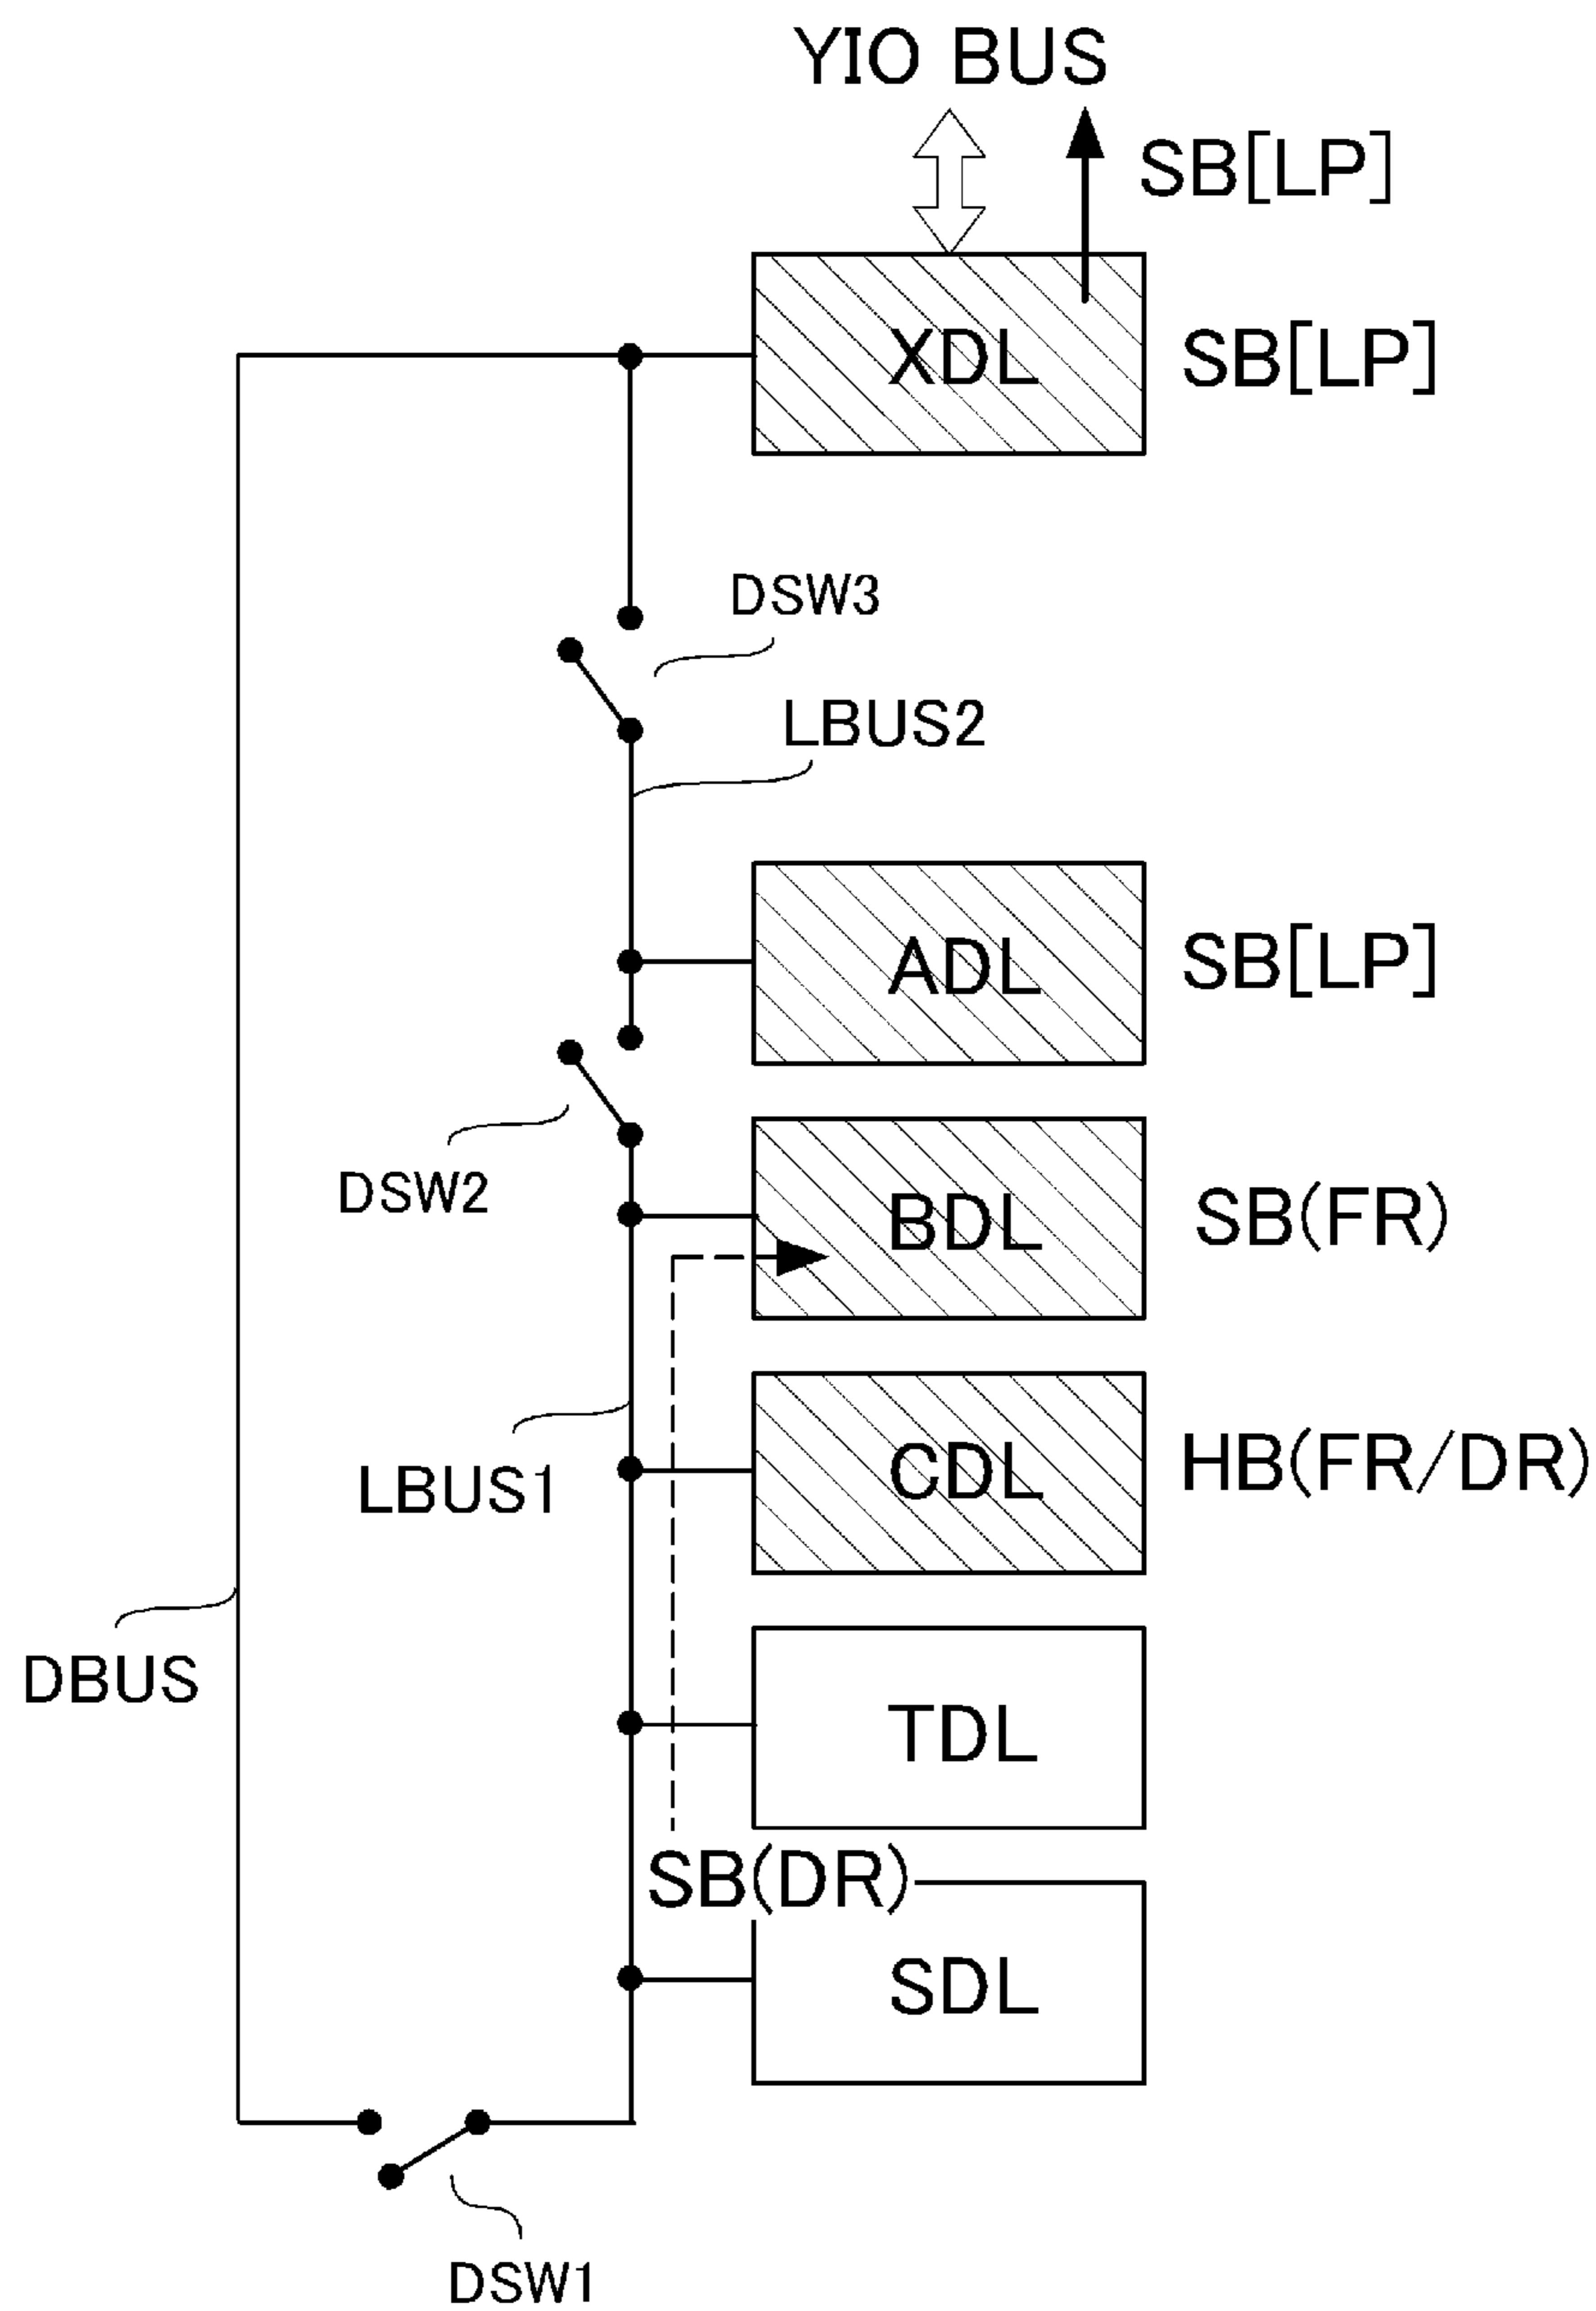 YIO BUS
SB[LP]
XDL
SB[LP]
DSW3
LBUS2
ADL
SB[LP]
DSW2
BDL
SB(FR)
CDL
HB(FR/DR)
LBUS1
DBUS
TDL
SB(DR)
SDL
DSW1